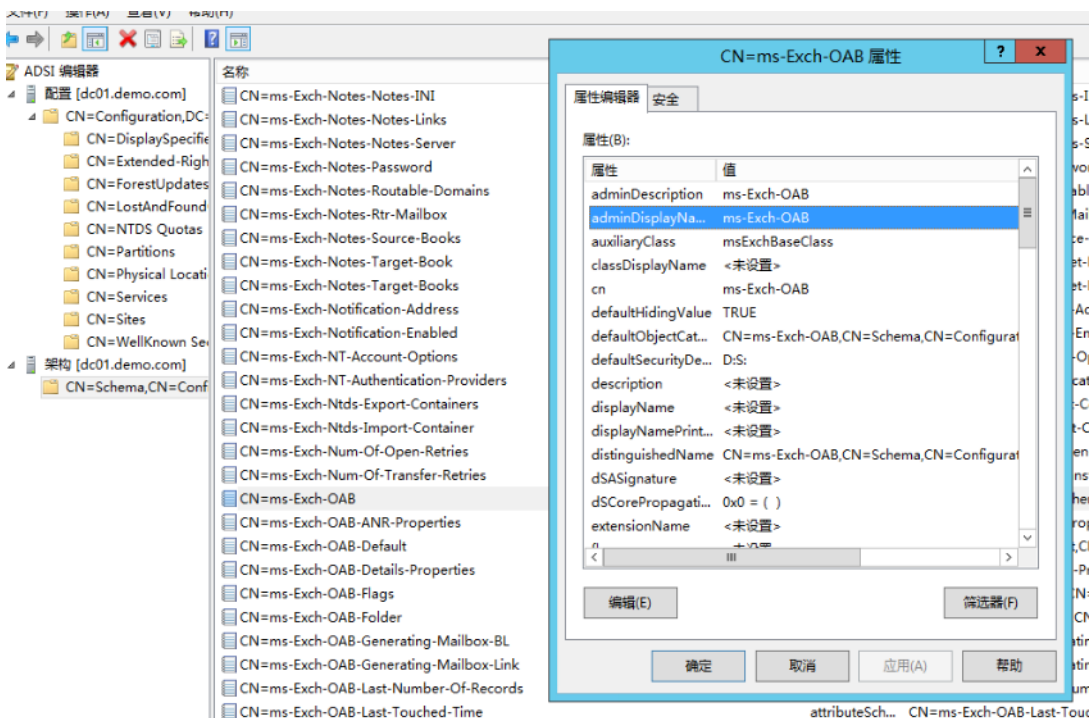 文件(F) 操作(A) 查看(V) 帮助(H)
ADSI 编辑器
配置 [dc01.demo.com]
CN=Configuration,DC=
CN=DisplaySpecifie
CN=Extended-Righ
CN=ForestUpdates
CN=LostAndFound
CN=NTDS Quotas
CN=Partitions
CN=Physical Locati
CN=Services
CN=Sites
CN=WellKnown Se
架构 [dc01.demo.com]
CN=Schema,CN=Conf
名称
CN=ms-Exch-Notes-Notes-INI
CN=ms-Exch-Notes-Notes-Links
CN=ms-Exch-Notes-Notes-Server
CN=ms-Exch-Notes-Password
CN=ms-Exch-Notes-Routable-Domains
CN=ms-Exch-Notes-Rtr-Mailbox
CN=ms-Exch-Notes-Source-Books
CN=ms-Exch-Notes-Target-Book
CN=ms-Exch-Notes-Target-Books
CN=ms-Exch-Notification-Address
CN=ms-Exch-Notification-Enabled
CN=ms-Exch-NT-Account-Options
CN=ms-Exch-NT-Authentication-Providers
CN=ms-Exch-Ntds-Export-Containers
CN=ms-Exch-Ntds-Import-Container
CN=ms-Exch-Num-Of-Open-Retries
CN=ms-Exch-Num-Of-Transfer-Retries
CN=ms-Exch-OAB
CN=ms-Exch-OAB-ANR-Properties
CN=ms-Exch-OAB-Default
CN=ms-Exch-OAB-Details-Properties
CN=ms-Exch-OAB-Flags
CN=ms-Exch-OAB-Folder
CN=ms-Exch-OAB-Generating-Mailbox-BL
CN=ms-Exch-OAB-Generating-Mailbox-Link
CN=ms-Exch-OAB-Last-Number-Of-Records
CN=ms-Exch-OAB-Last-Touched-Time attributeSch... CN=ms-Exch-OAB-Last-Touc
CN=ms-Exch-OAB 属性
? x
属性编辑器 安全
属性(B):
属性 值
adminDescription ms-Exch-OAB
adminDisplayNa... ms-Exch-OAB
auxiliaryClass msExchBaseClass
classDisplayName <未设置>
cn ms-Exch-OAB
defaultHidingValue TRUE
defaultObjectCat... CN=ms-Exch-OAB,CN=Schema,CN=Configurat
defaultSecurityDe... D:S:
description <未设置>
displayName <未设置>
displayNamePrint... <未设置>
distinguishedName CN=ms-Exch-OAB,CN=Schema,CN=Configurat
dSASignature <未设置>
dSCorePropagati... 0x0 = ( )
extensionName <未设置>
编辑(E) 筛选器(F)
确定 取消 应用(A) 帮助